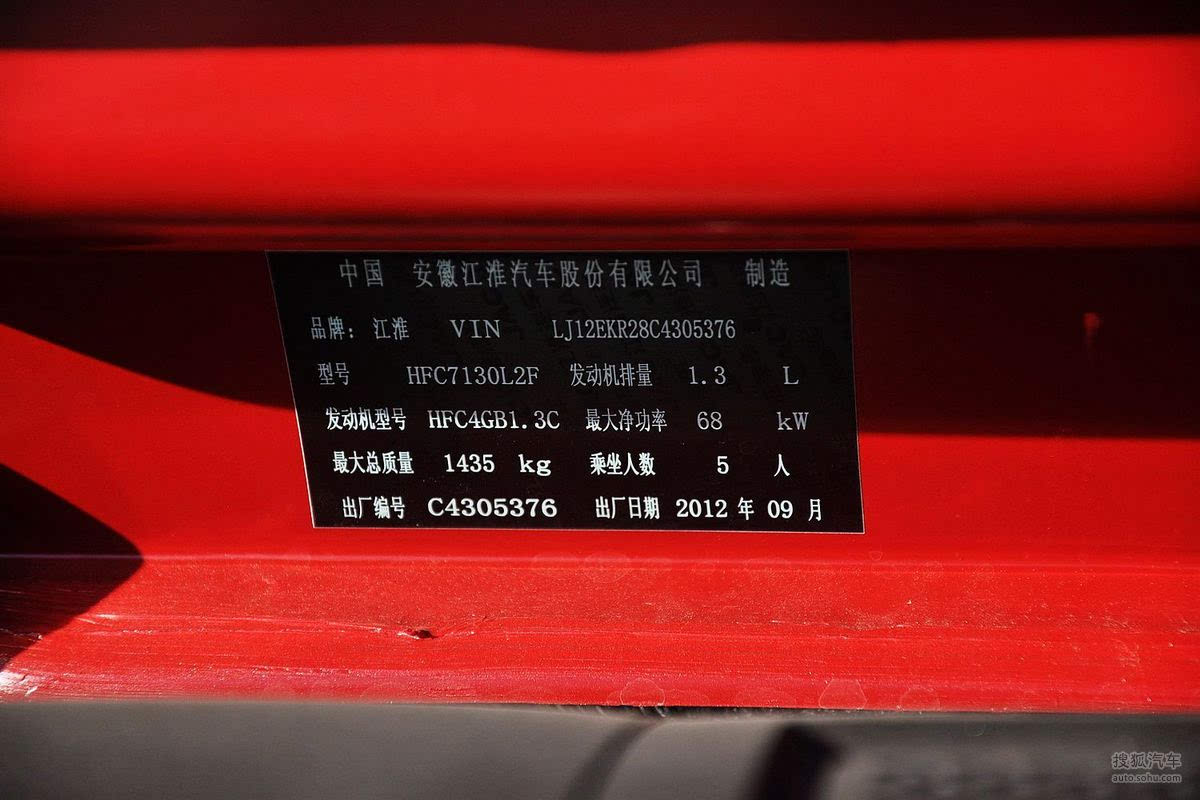 中国 安徽江淮汽车股份有限公司 制造
品牌: 江淮 VIN LJ12EKR28C4305376
型号 HFC7130L2F 发动机排量 1.3 L
发动机型号 HFC4GB1.3C 最大净功率 68 kW
最大总质量 1435 kg 乘坐人数 5 人
出厂编号 C4305376 出厂日期 2012 年 09 月
搜狐汽车
auto.sohu.com